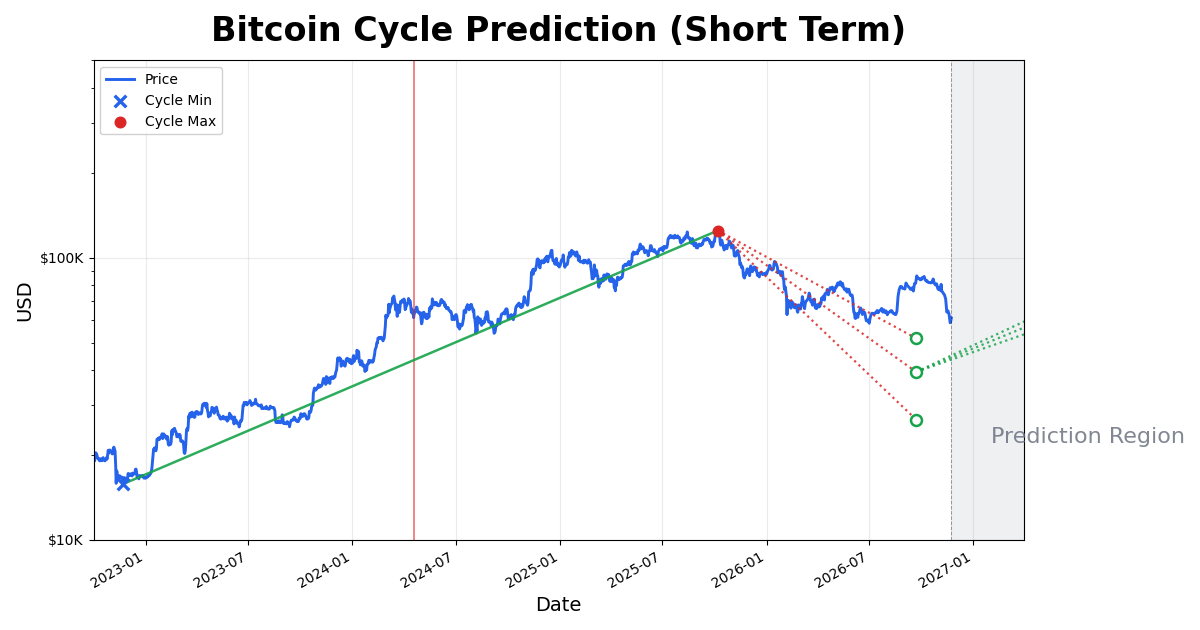 Bitcoin Cycle Prediction (Short Term)
Price
Cycle Min
Cycle Max
USD
$100K
$10K
Prediction Region
2023-01
2023-07
2024-01
2024-07
2025-01
2025-07
2026-01
2026-07
2027-01
Date